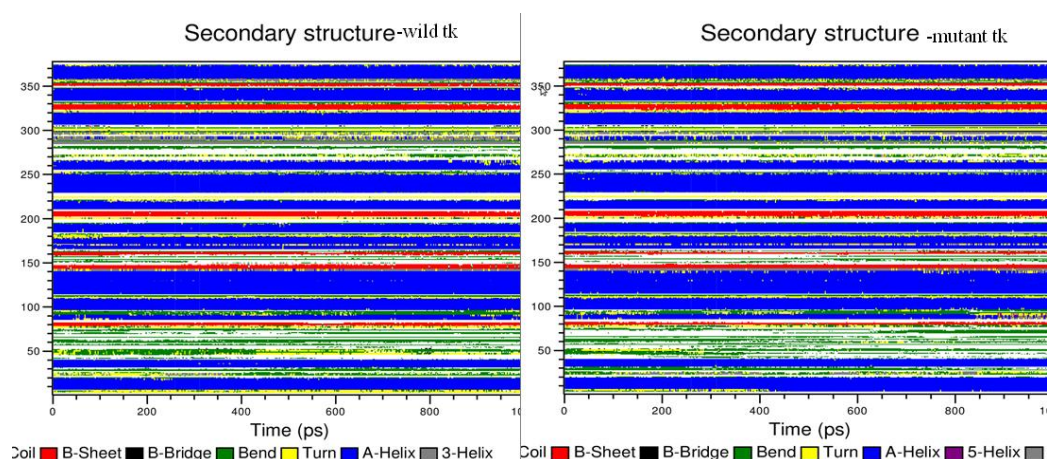 Secondary structure-wild tk
350
300
250
200
150
100
50
0 200 400 600 800
Time (ps)
B-Sheet B-Bridge Bend Turn A-Helix 3-Helix
Secondary structure -mutant tk
350
300
250
200
150
100
50
0 200 400 600 800
Time (ps)
Coil B-Sheet B-Bridge Bend Turn A-Helix 5-Helix